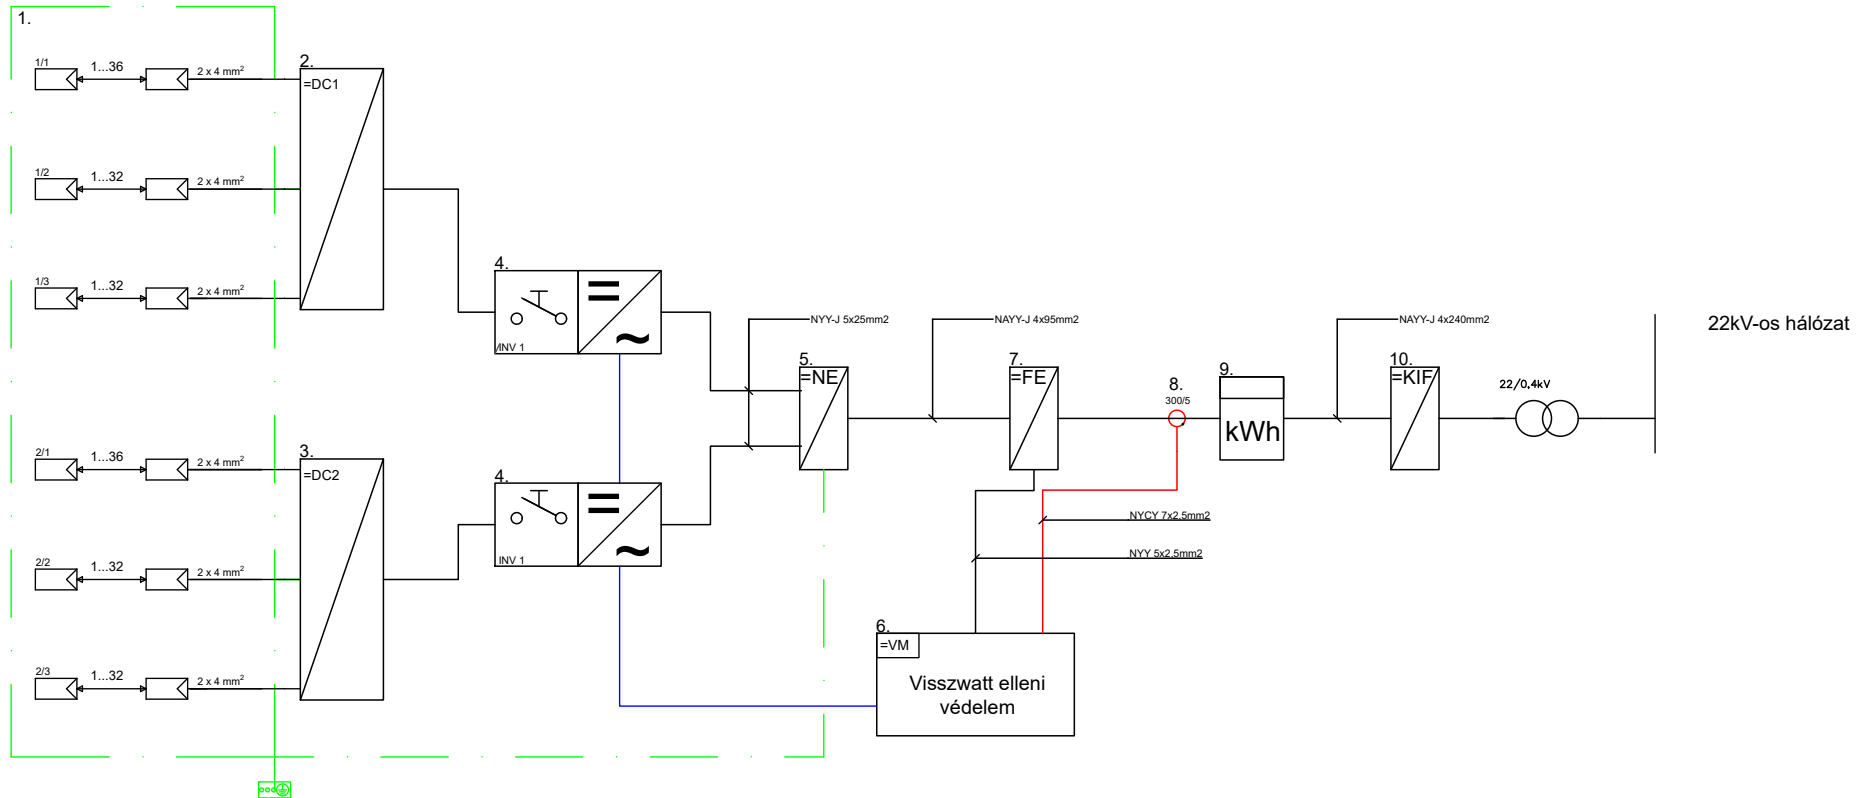 1.
1/1
1...36
2 x 4 mm²
2.
=DC1
1/2
1...32
2 x 4 mm²
1/3
1...32
2 x 4 mm²
4.
INV 1
NYY-J 5x25mm2
NAYY-J 4x95mm2
NAYY-J 4x240mm2
22kV-os hálózat
5.
=NE
7.
=FE
8.
300/5
9.
kWh
10.
=KIF
22/0,4kV
2/1
1...36
2 x 4 mm²
3.
=DC2
4.
INV 1
2/2
1...32
2 x 4 mm²
2/3
1...32
2 x 4 mm²
NYCY 7x2,5mm2
NYY 5x2,5mm2
6.
=VM
Visszwatt elleni
védelem